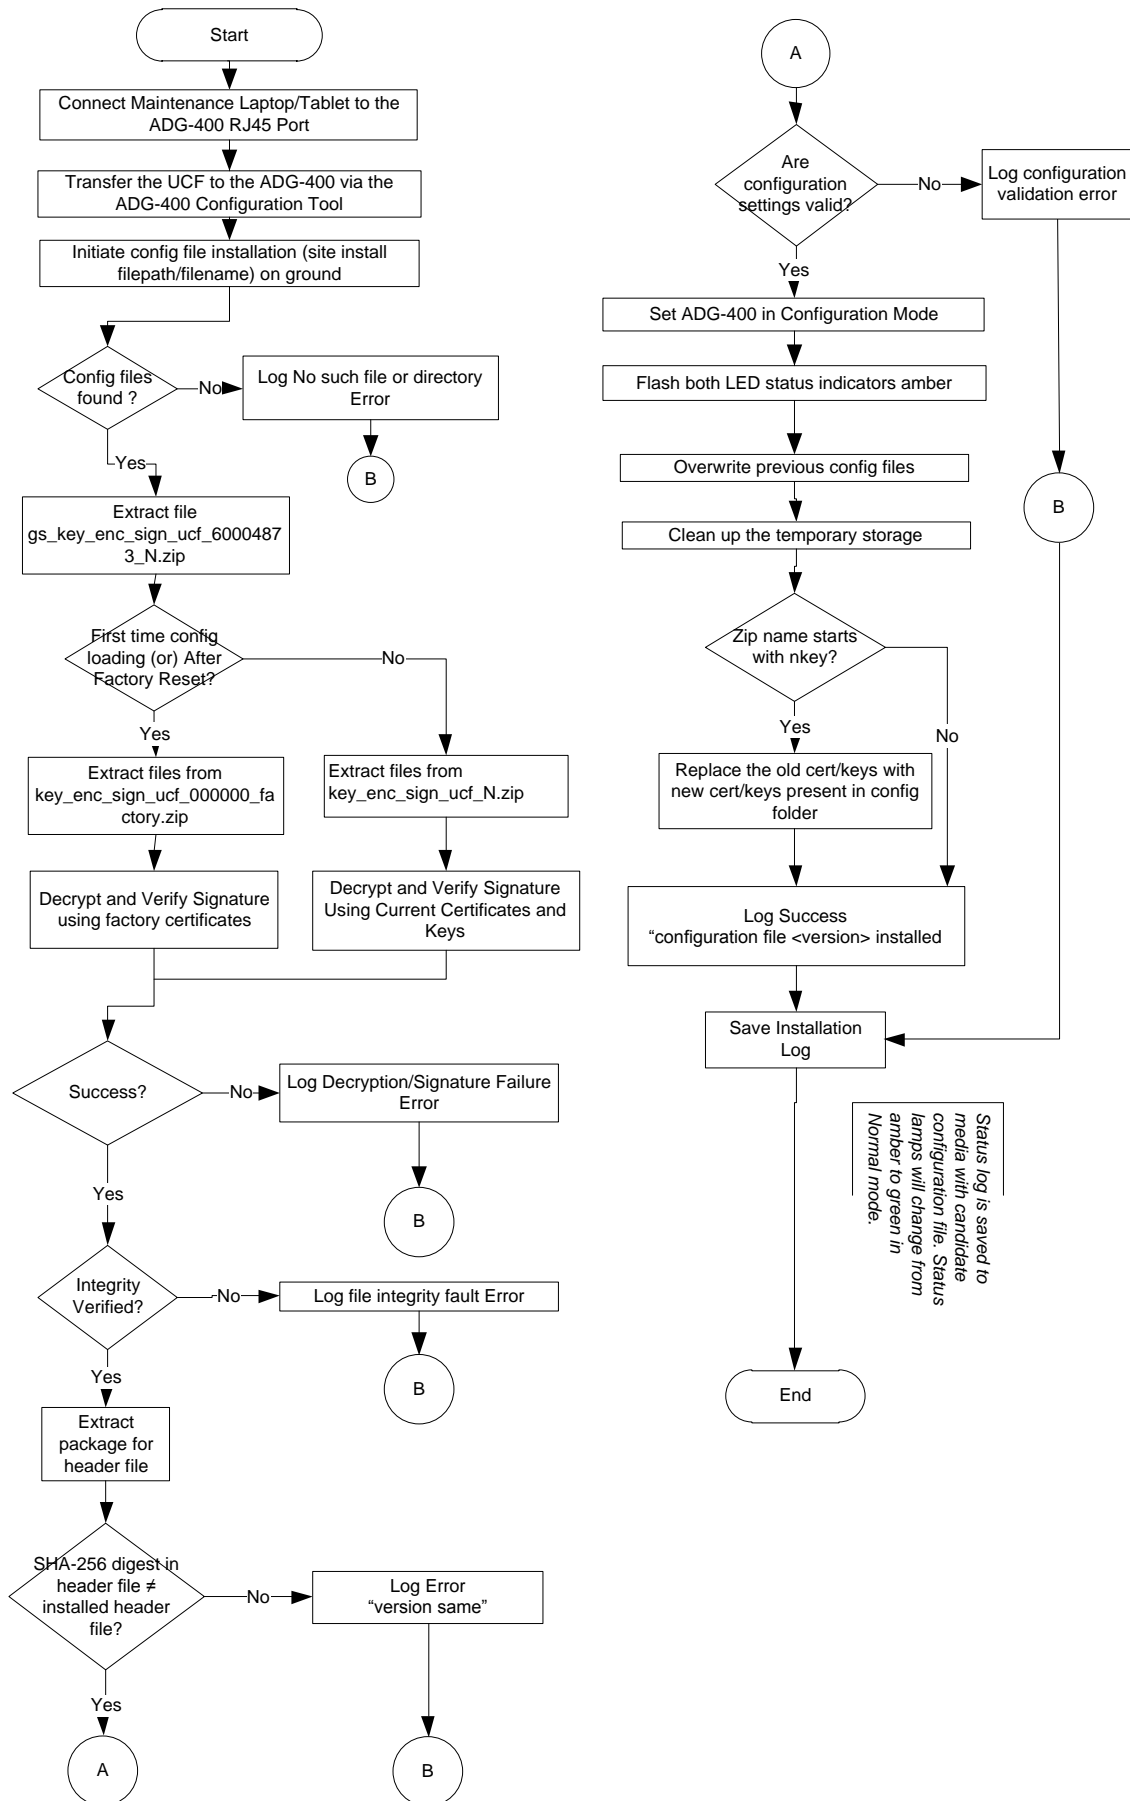 Start
Connect Maintenance Laptop/Tablet to the
ADG-400 RJ45 Port
Transfer the UCF to the ADG-400 via the
ADG-400 Configuration Tool
Initiate config file installation (site install
filepath/filename) on ground
Config files
found ?
No
Log No such file or directory
Error
B
Yes
Extract file
gs_key_enc_sign_ucf_6000487
3_N.zip
First time config
loading (or) After
Factory Reset?
No
Yes
Extract files from
key_enc_sign_ucf_000000_fa
ctory.zip
Extract files from
key_enc_sign_ucf_N.zip
Decrypt and Verify Signature
using factory certificates
Decrypt and Verify Signature
Using Current Certificates and
Keys
Success?
No
Log Decryption/Signature Failure
Error
B
Yes
Integrity
Verified?
No
Log file integrity fault Error
B
Yes
Extract
package for
header file
SHA-256 digest in
header file ≠
installed header
file?
No
Log Error
“version same”
B
Yes
A
A
Are
configuration
settings valid?
No
Log configuration
validation error
B
Yes
Set ADG-400 in Configuration Mode
Flash both LED status indicators amber
Overwrite previous config files
Clean up the temporary storage
Zip name starts
with nkey?
No
Yes
Replace the old cert/keys with
new cert/keys present in config
folder
Log Success
“configuration file <version> installed
Save Installation
Log
Status log is saved to
media with candidate
configuration file. Status
lamps will change from
amber to green in
Normal mode.
End